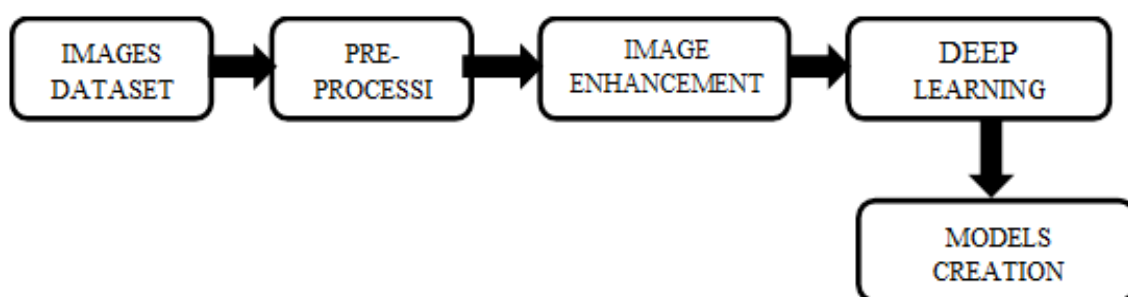 IMAGES
DATASET
PRE-
PROCESSI
IMAGE
ENHANCEMENT
DEEP
LEARNING
MODELS
CREATION